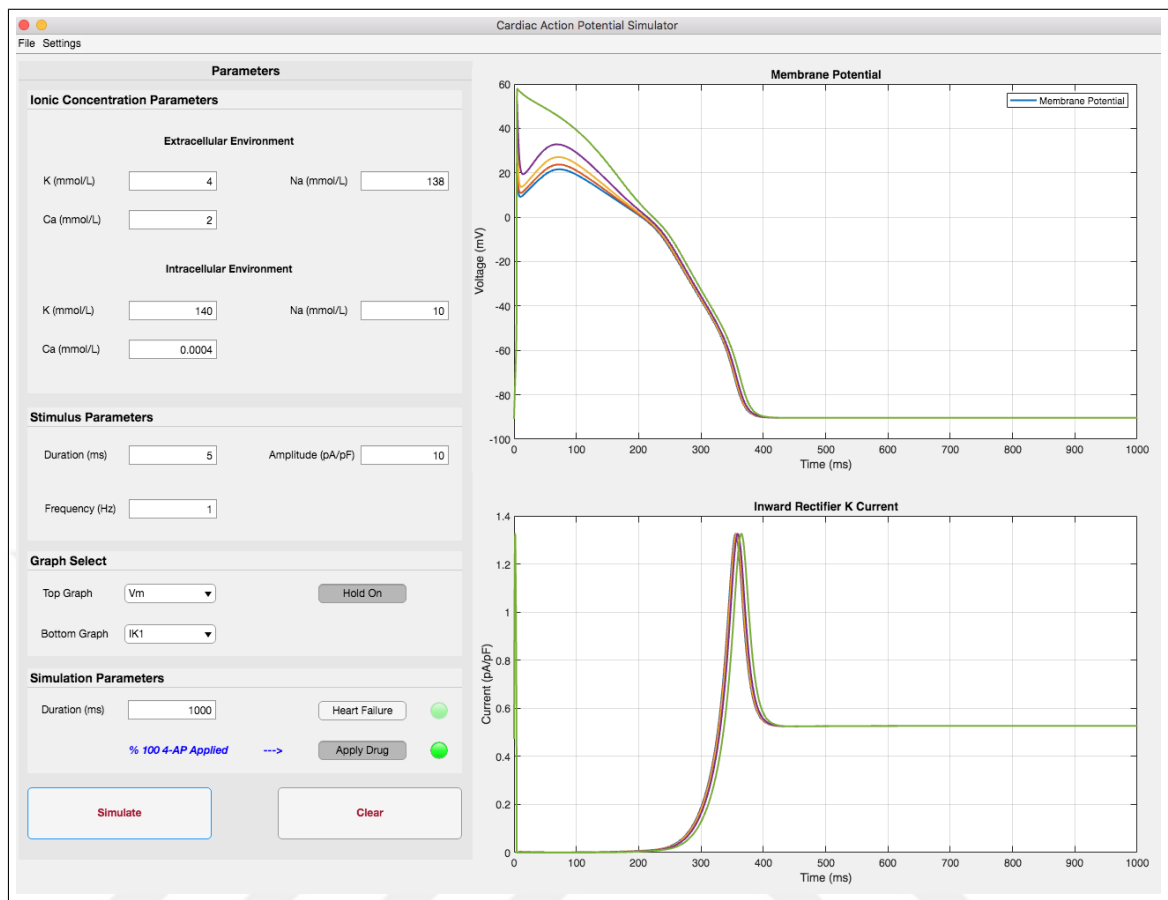 Cardiac Action Potential Simulator
File Settings
Parameters
Ionic Concentration Parameters
Extracellular Environment
K (mmol/L) 4 Na (mmol/L) 138
Ca (mmol/L) 2
Intracellular Environment
K (mmol/L) 140 Na (mmol/L) 10
Ca (mmol/L) 0.0004
Stimulus Parameters
Duration (ms) 5 Amplitude (pA/pF) 10
Frequency (Hz) 1
Graph Select
Top Graph Vm Hold On
Bottom Graph IK1
Simulation Parameters
Duration (ms) 1000 Heart Failure
% 100 4-AP Applied ---> Apply Drug
Simulate Clear
Membrane Potential
Membrane Potential
Voltage (mV)
60
40
20
0
-20
-40
-60
-80
-100
0 100 200 300 400 500 600 700 800 900 1000
Time (ms)
Inward Rectifier K Current
Current (pA/pF)
1.4
1.2
1
0.8
0.6
0.4
0.2
0
0 100 200 300 400 500 600 700 800 900 1000
Time (ms)